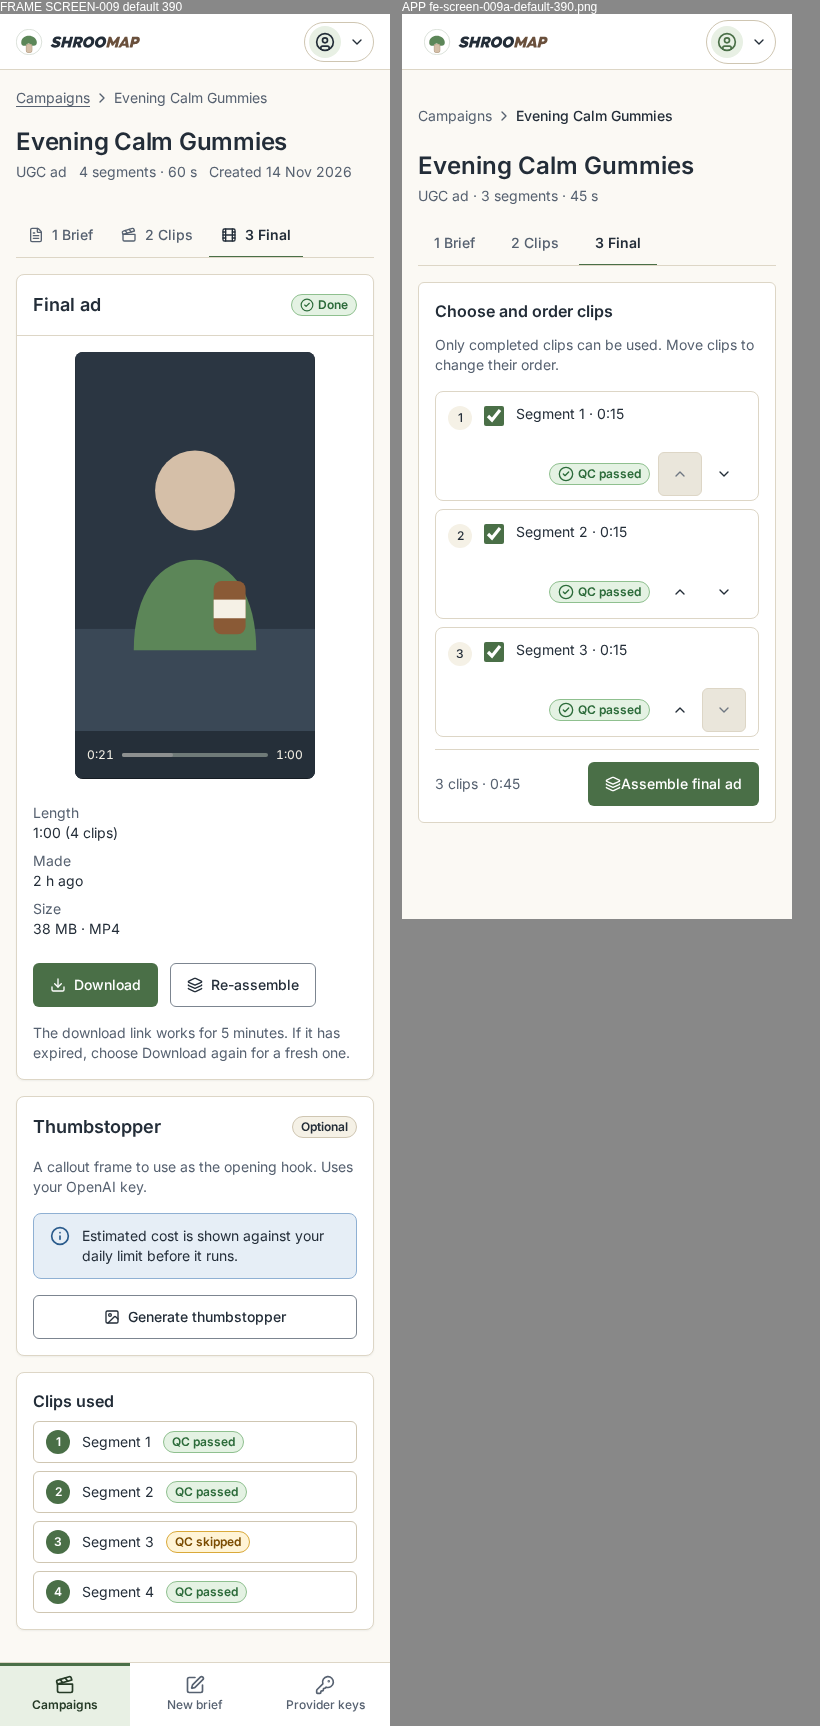 FRAME SCREEN-009 default 390
SHROOMAP
Campaigns > Evening Calm Gummies
Evening Calm Gummies
UGC ad 4 segments · 60 s Created 14 Nov 2026
1 Brief 2 Clips 3 Final
Final ad Done
0:21 1:00
Length
1:00 (4 clips)
Made
2 h ago
Size
38 MB · MP4
Download Re-assemble
The download link works for 5 minutes. If it has
expired, choose Download again for a fresh one.
Thumbstopper Optional
A callout frame to use as the opening hook. Uses
your OpenAI key.
Estimated cost is shown against your
daily limit before it runs.
Generate thumbstopper
Clips used
1 Segment 1 QC passed
2 Segment 2 QC passed
3 Segment 3 QC skipped
4 Segment 4 QC passed
Campaigns New brief Provider keys
APP fe-screen-009a-default-390.png
SHROOMAP
Campaigns > Evening Calm Gummies
Evening Calm Gummies
UGC ad · 3 segments · 45 s
1 Brief 2 Clips 3 Final
Choose and order clips
Only completed clips can be used. Move clips to
change their order.
1 Segment 1 · 0:15
QC passed
2 Segment 2 · 0:15
QC passed
3 Segment 3 · 0:15
QC passed
3 clips · 0:45 Assemble final ad